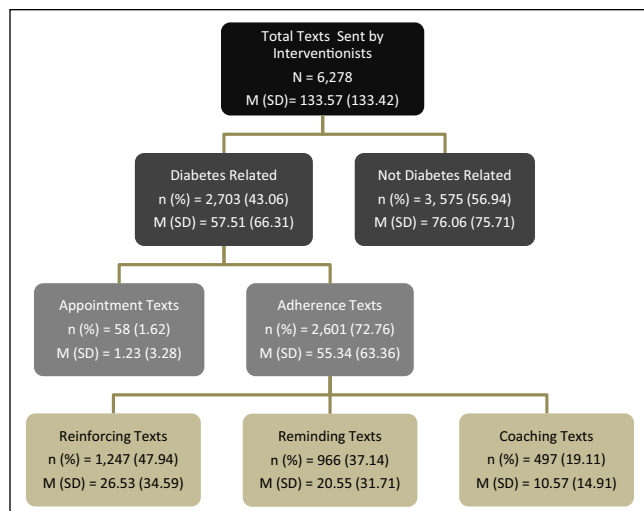 Total Texts Sent by
Interventionists
N = 6,278
M (SD)= 133.57 (133.42)
Diabetes Related
n (%) = 2,703 (43.06)
M (SD) = 57.51 (66.31)
Not Diabetes Related
n (%) = 3, 575 (56.94)
M (SD) = 76.06 (75.71)
Appointment Texts
n (%) = 58 (1.62)
M (SD) = 1.23 (3.28)
Adherence Texts
n (%) = 2,601 (72.76)
M (SD) = 55.34 (63.36)
Reinforcing Texts
n (%) = 1,247 (47.94)
M (SD) = 26.53 (34.59)
Reminding Texts
n (%) = 966 (37.14)
M (SD) = 20.55 (31.71)
Coaching Texts
n (%) = 497 (19.11)
M (SD) = 10.57 (14.91)